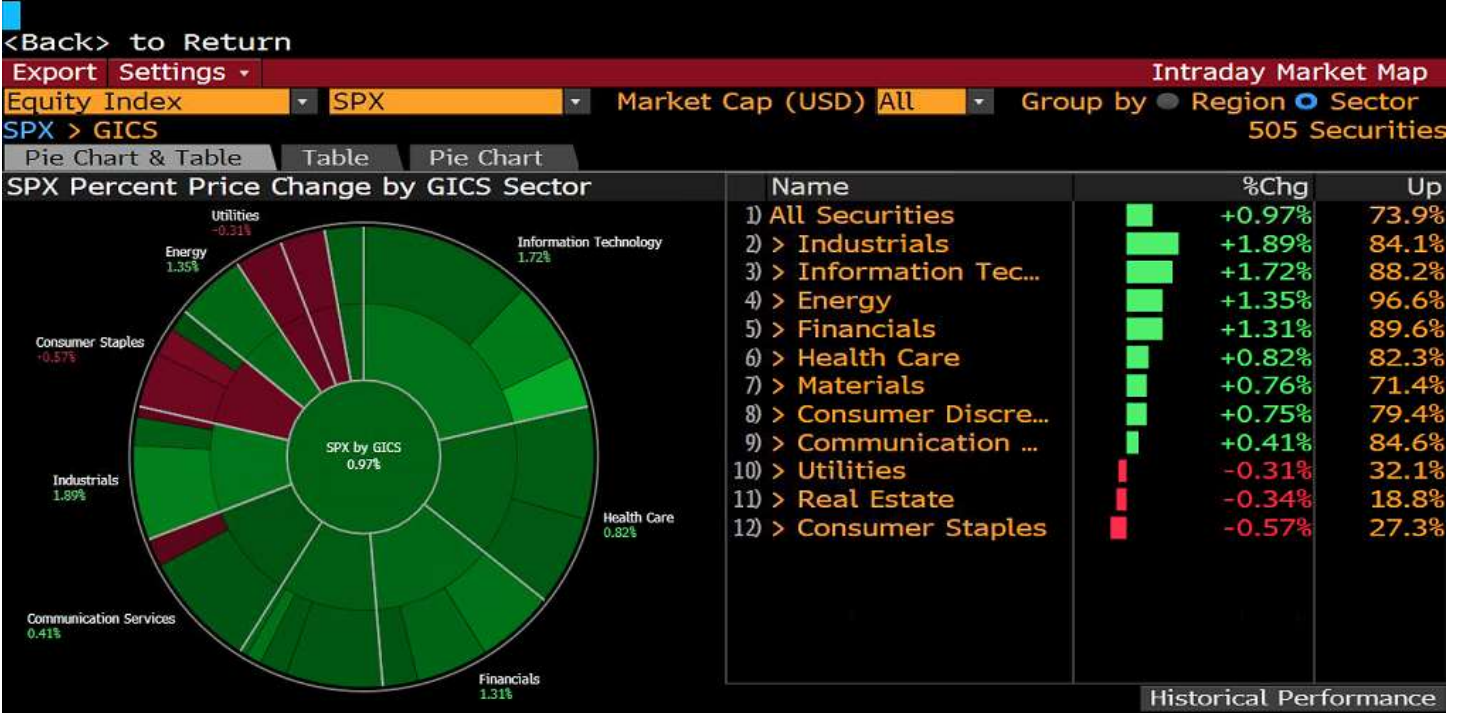 <Back> to Return
Export Settings Intraday Market Map
Equity Index SPX Market Cap (USD) All Group by Region Sector
SPX > GICS 505 Securities
Pie Chart & Table Table Pie Chart
SPX Percent Price Change by GICS Sector
Utilities
-0.31%
Energy
1.35%
Information Technology
1.72%
Consumer Staples
-0.57%
SPX by GICS
0.97%
Industrials
1.89%
Health Care
0.82%
Communication Services
0.41%
Financials
1.31%
Name %Chg Up
1) All Securities +0.97% 73.9%
2) > Industrials +1.89% 84.1%
3) > Information Tec... +1.72% 88.2%
4) > Energy +1.35% 96.6%
5) > Financials +1.31% 89.6%
6) > Health Care +0.82% 82.3%
7) > Materials +0.76% 71.4%
8) > Consumer Discre... +0.75% 79.4%
9) > Communication ... +0.41% 84.6%
10) > Utilities -0.31% 32.1%
11) > Real Estate -0.34% 18.8%
12) > Consumer Staples -0.57% 27.3%
Historical Performance